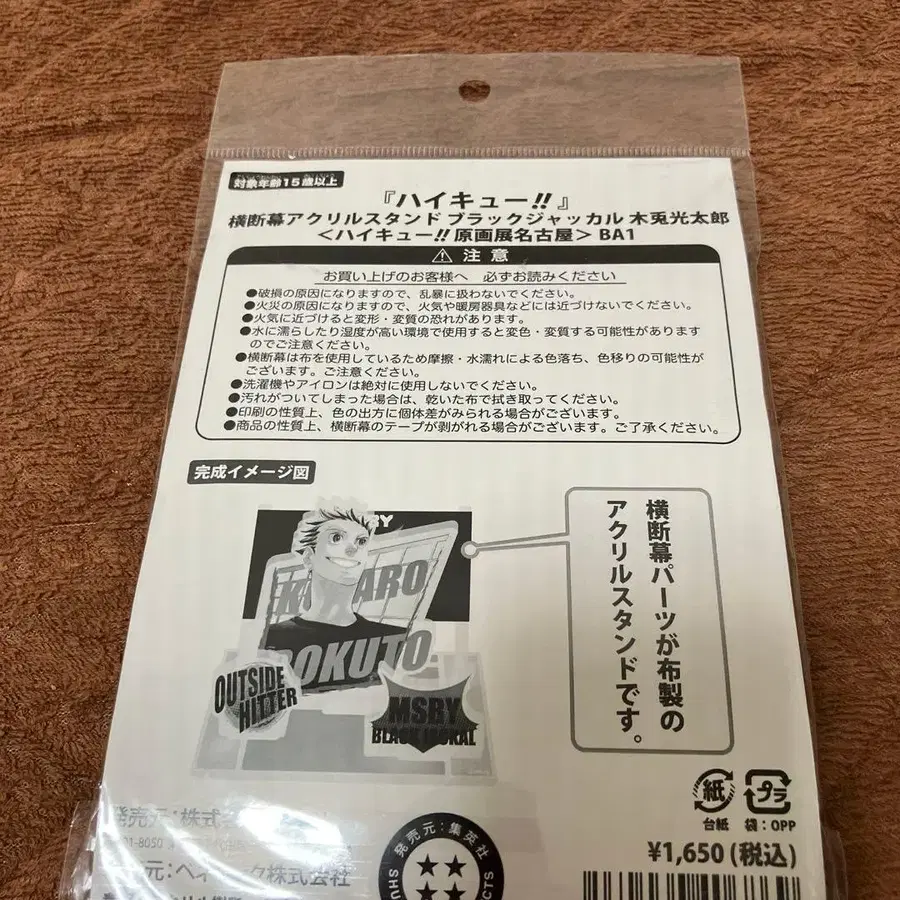 対象年齢15歳以上
『ハイキュー!!』
横断幕アクリルスタンド ブラックジャッカル 木兎光太郎
<ハイキュー!!原画展名古屋> BA1
注意
お買い上げのお客様へ 必ずお読みください
●破損の原因になりますので、乱暴に扱わないでください。
●火災の原因になりますので、火気や暖房器具などには近づけないでください。
●火気に近づけると変形・変質の恐れがあります。
●水に濡らしたり湿度が高い環境で使用すると変色・変質する可能性があります
のでご注意ください。
●横断幕は布を使用しているため摩擦・水濡れによる色落ち、色移りの可能性が
ございます。ご注意ください。
●洗濯機やアイロンは絶対に使用しないでください。
●汚れがついてしまった場合は、乾いた布で拭き取ってください。
●印刷の性質上、色の出方に個体差がみられる場合がございます。
●商品の性質上、横断幕のテープが剥がれる場合がございます。ご了承ください。
完成イメージ図
横断幕パーツが布製の
アクリルスタンドです。
OUTSIDE
HITTER
MSBY
BLACK JACKAL
紙
台紙
プラ
袋:OPP
発売元:集英社
¥1,650(税込)
発売元:株式
株式会社